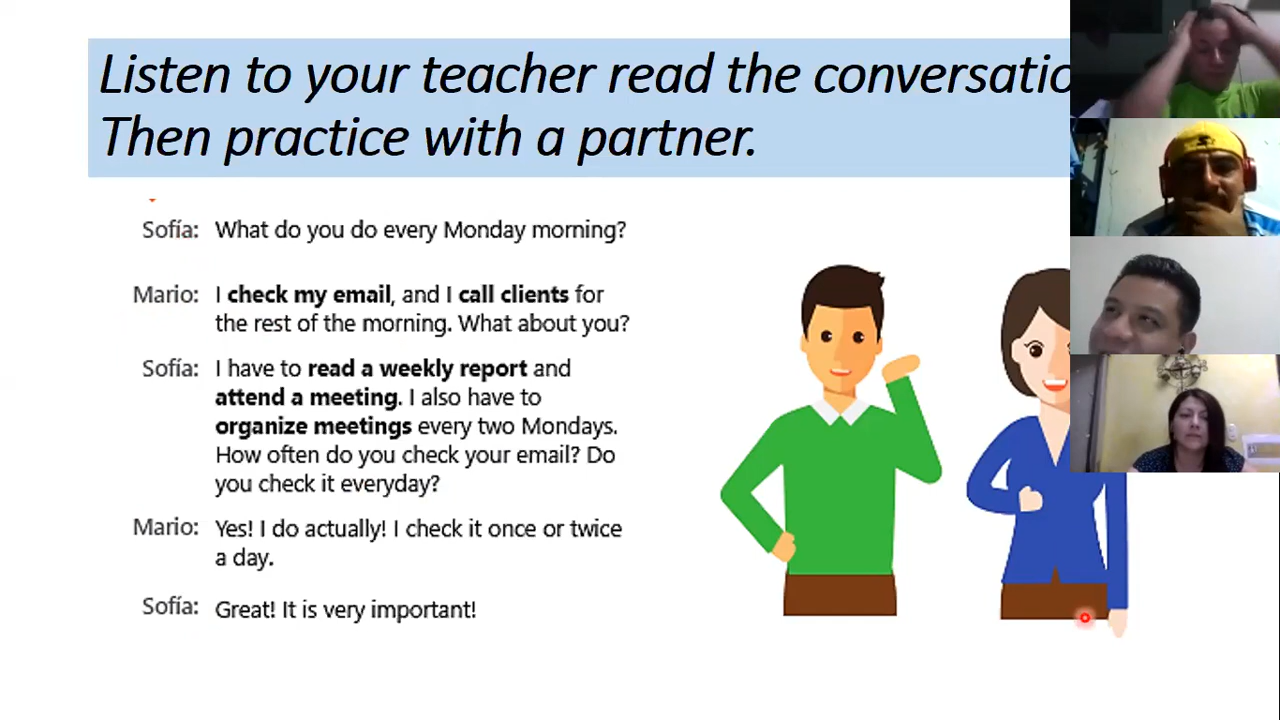 Listen to your teacher read the conversatio
Then practice with a partner.
Sofía: What do you do every Monday morning?
Mario: I check my email, and I call clients for
the rest of the morning. What about you?
Sofía: I have to read a weekly report and
attend a meeting. I also have to
organize meetings every two Mondays.
How often do you check your email? Do
you check it everyday?
Mario: Yes! I do actually! I check it once or twice
a day.
Sofía: Great! It is very important!